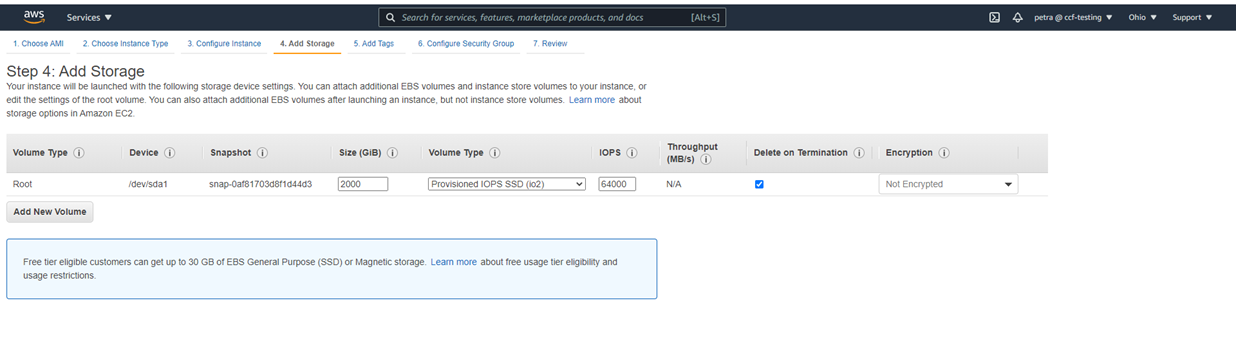 aws Services Search for services, features, marketplace products, and docs [Alt+S] petra @ ccf-testing Ohio Support
1. Choose AMI 2. Choose Instance Type 3. Configure Instance 4. Add Storage 5. Add Tags 6. Configure Security Group 7. Review
Step 4: Add Storage
Your instance will be launched with the following storage device settings. You can attach additional EBS volumes and instance store volumes to your instance, or
edit the settings of the root volume. You can also attach additional EBS volumes after launching an instance, but not instance store volumes. Learn more about
storage options in Amazon EC2.
Volume Type Device Snapshot Size (GiB) Volume Type IOPS Throughput (MB/s) Delete on Termination Encryption
Root /dev/sda1 snap-0af81703d8f1d44d3 2000 Provisioned IOPS SSD (io2) 64000 N/A Not Encrypted
Add New Volume
Free tier eligible customers can get up to 30 GB of EBS General Purpose (SSD) or Magnetic storage. Learn more about free usage tier eligibility and
usage restrictions.